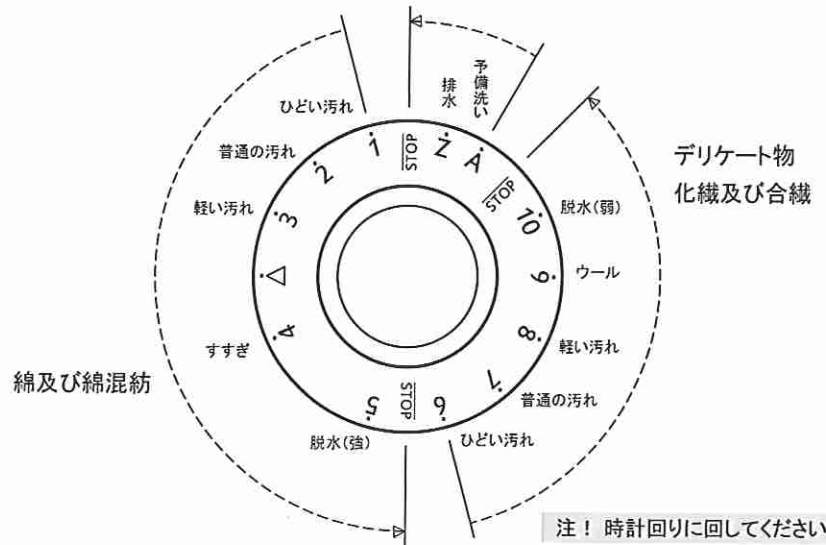 予備洗い
排水
ひどい汚れ
普通の汚れ
軽い汚れ
すすぎ
脱水(強)
綿及び綿混紡
STOP
Z
A
STOP
10
9
8
7
6
STOP
5
4
△
3
2
1
デリケート物
化繊及び合繊
脱水(弱)
ウール
軽い汚れ
普通の汚れ
ひどい汚れ
注！ 時計回りに回してください